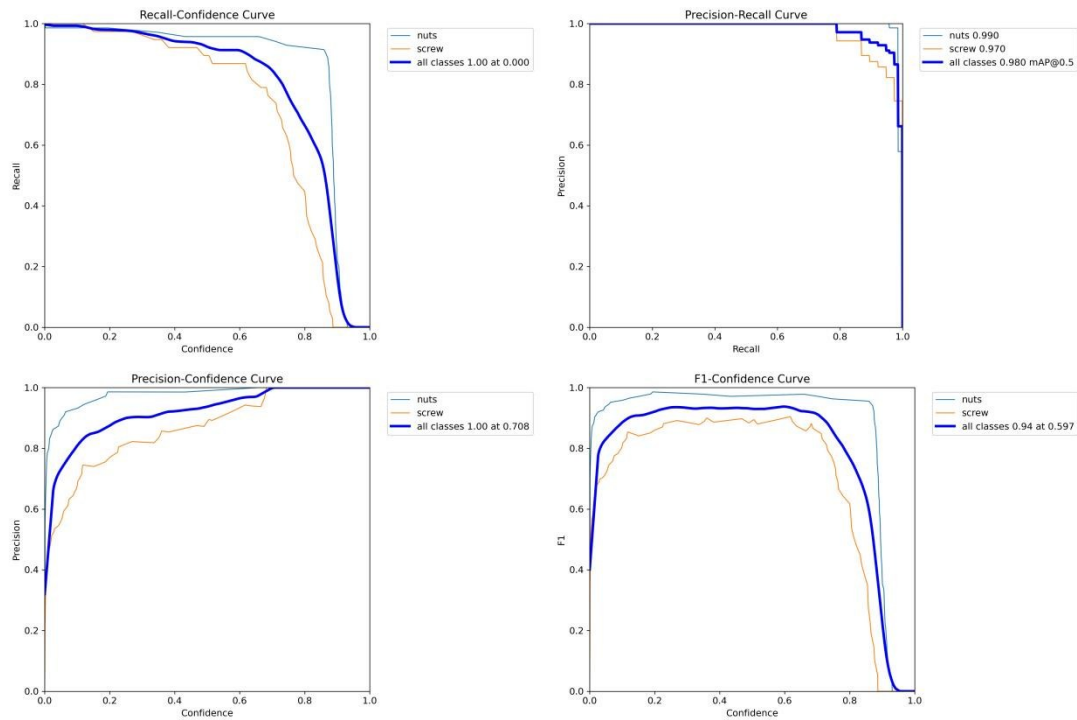 Recall-Confidence Curve
1.0
0.8
0.6
0.4
0.2
0.0
Recall
0.0 0.2 0.4 0.6 0.8 1.0
Confidence
nuts
screw
all classes 1.00 at 0.000
Precision-Recall Curve
1.0
0.8
0.6
0.4
0.2
0.0
Precision
0.0 0.2 0.4 0.6 0.8 1.0
Recall
nuts 0.990
screw 0.970
all classes 0.980 mAP@0.5
Precision-Confidence Curve
1.0
0.8
0.6
0.4
0.2
0.0
Precision
0.0 0.2 0.4 0.6 0.8 1.0
Confidence
nuts
screw
all classes 1.00 at 0.708
F1-Confidence Curve
1.0
0.8
0.6
0.4
0.2
0.0
F1
0.0 0.2 0.4 0.6 0.8 1.0
Confidence
nuts
screw
all classes 0.94 at 0.597